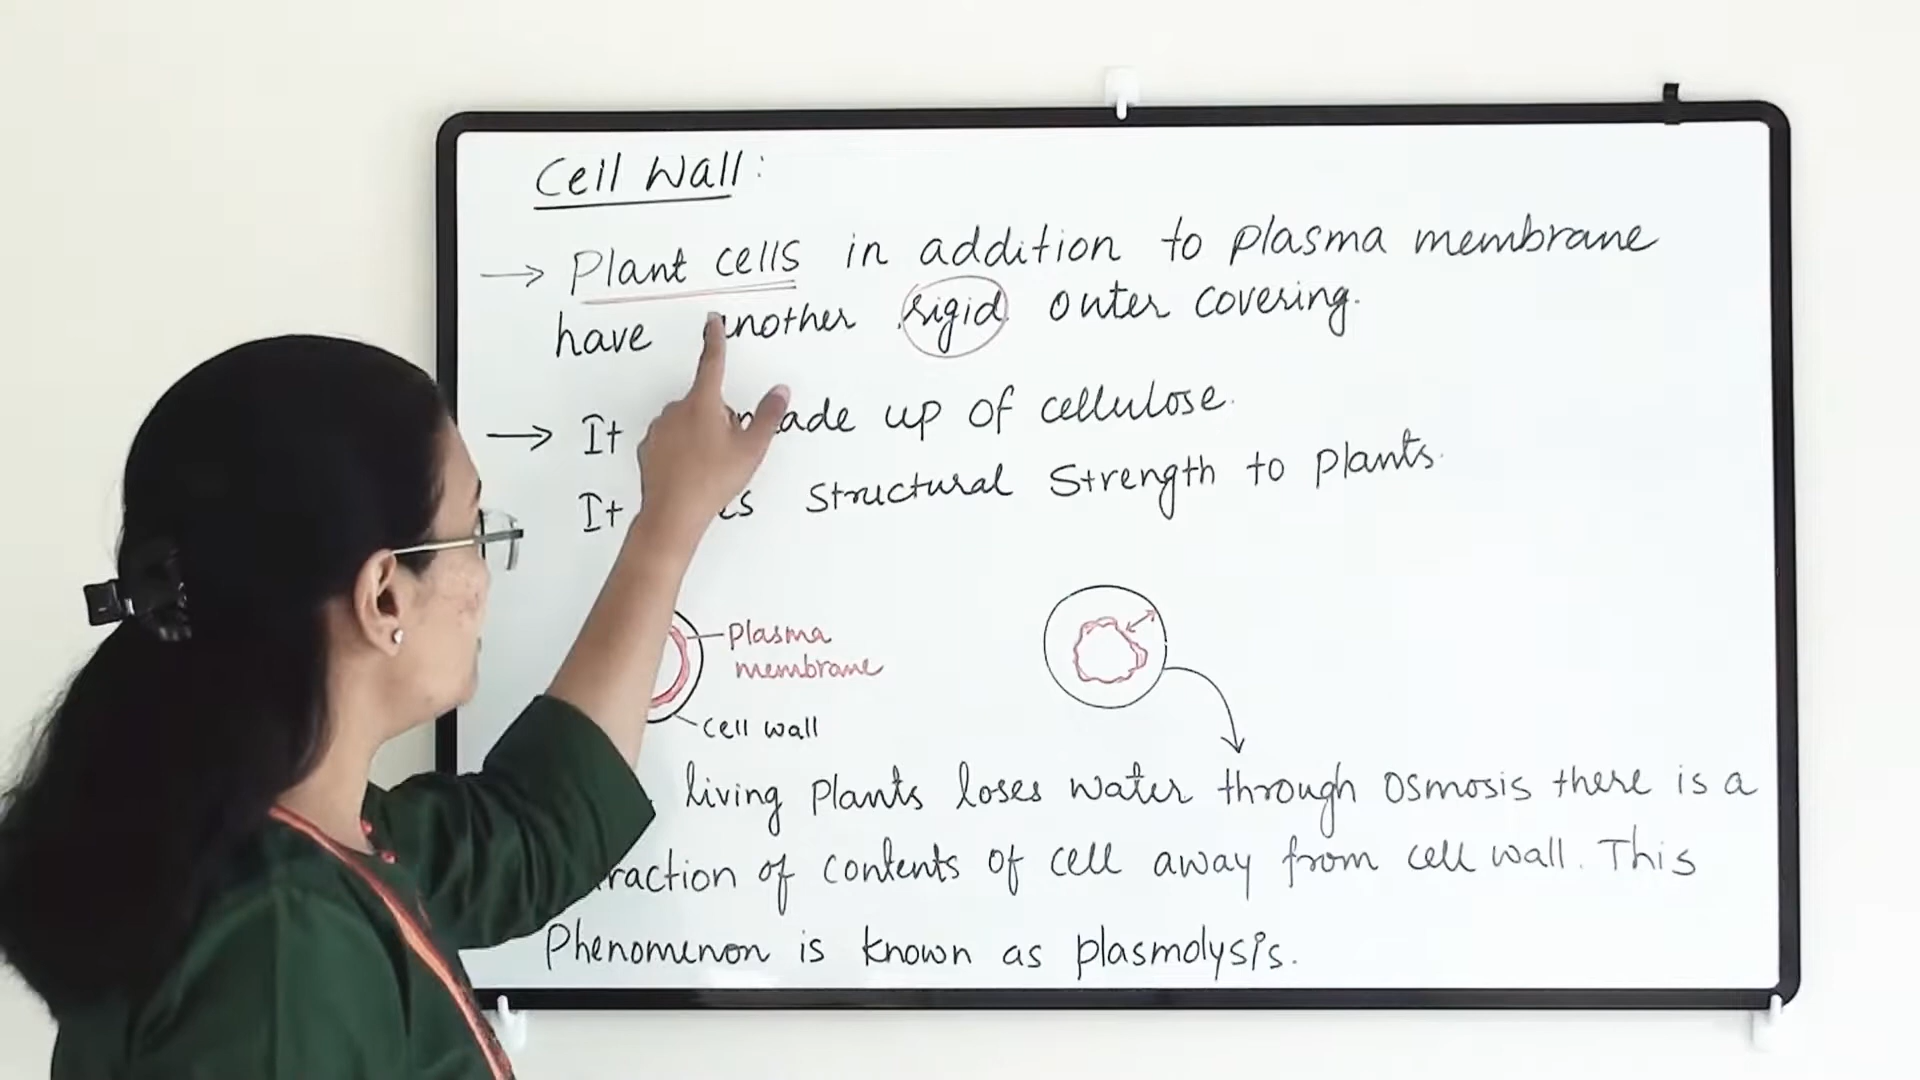 Cell Wall:
→ Plant cells in addition to plasma membrane
have another rigid outer covering.
→ It made up of cellulose.
It structural strength to plants.
plasma
membrane
cell wall
living plants loses water through osmosis there is a
of contents of cell away from cell wall. This
Phenomenon is known as plasmolysis.